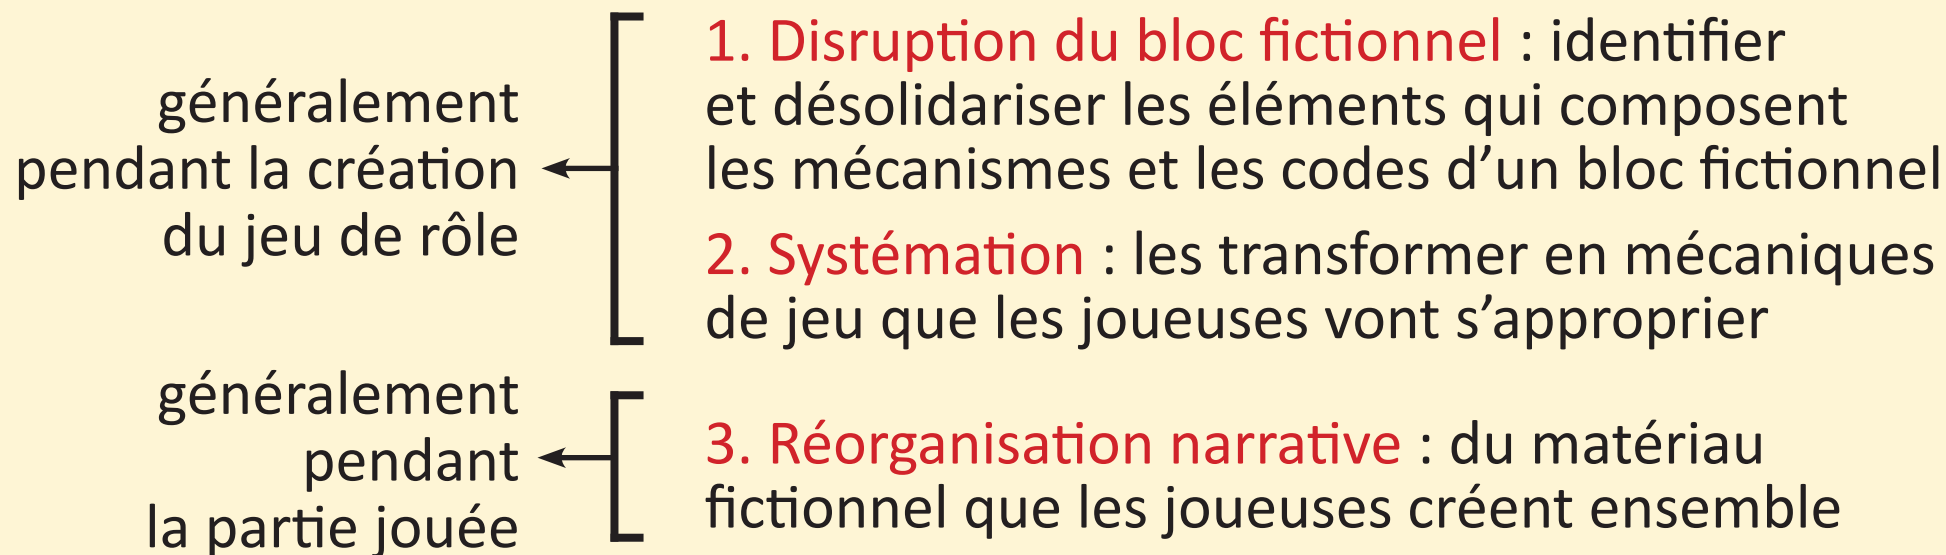 généralement
pendant la création
du jeu de rôle
1. Disruption du bloc fictionnel : identifier
et désolidariser les éléments qui composent
les mécanismes et les codes d’un bloc fictionnel
2. Systémation : les transformer en mécaniques
de jeu que les joueuses vont s’approprier
généralement
pendant
la partie jouée
3. Réorganisation narrative : du matériau
fictionnel que les joueuses créent ensemble